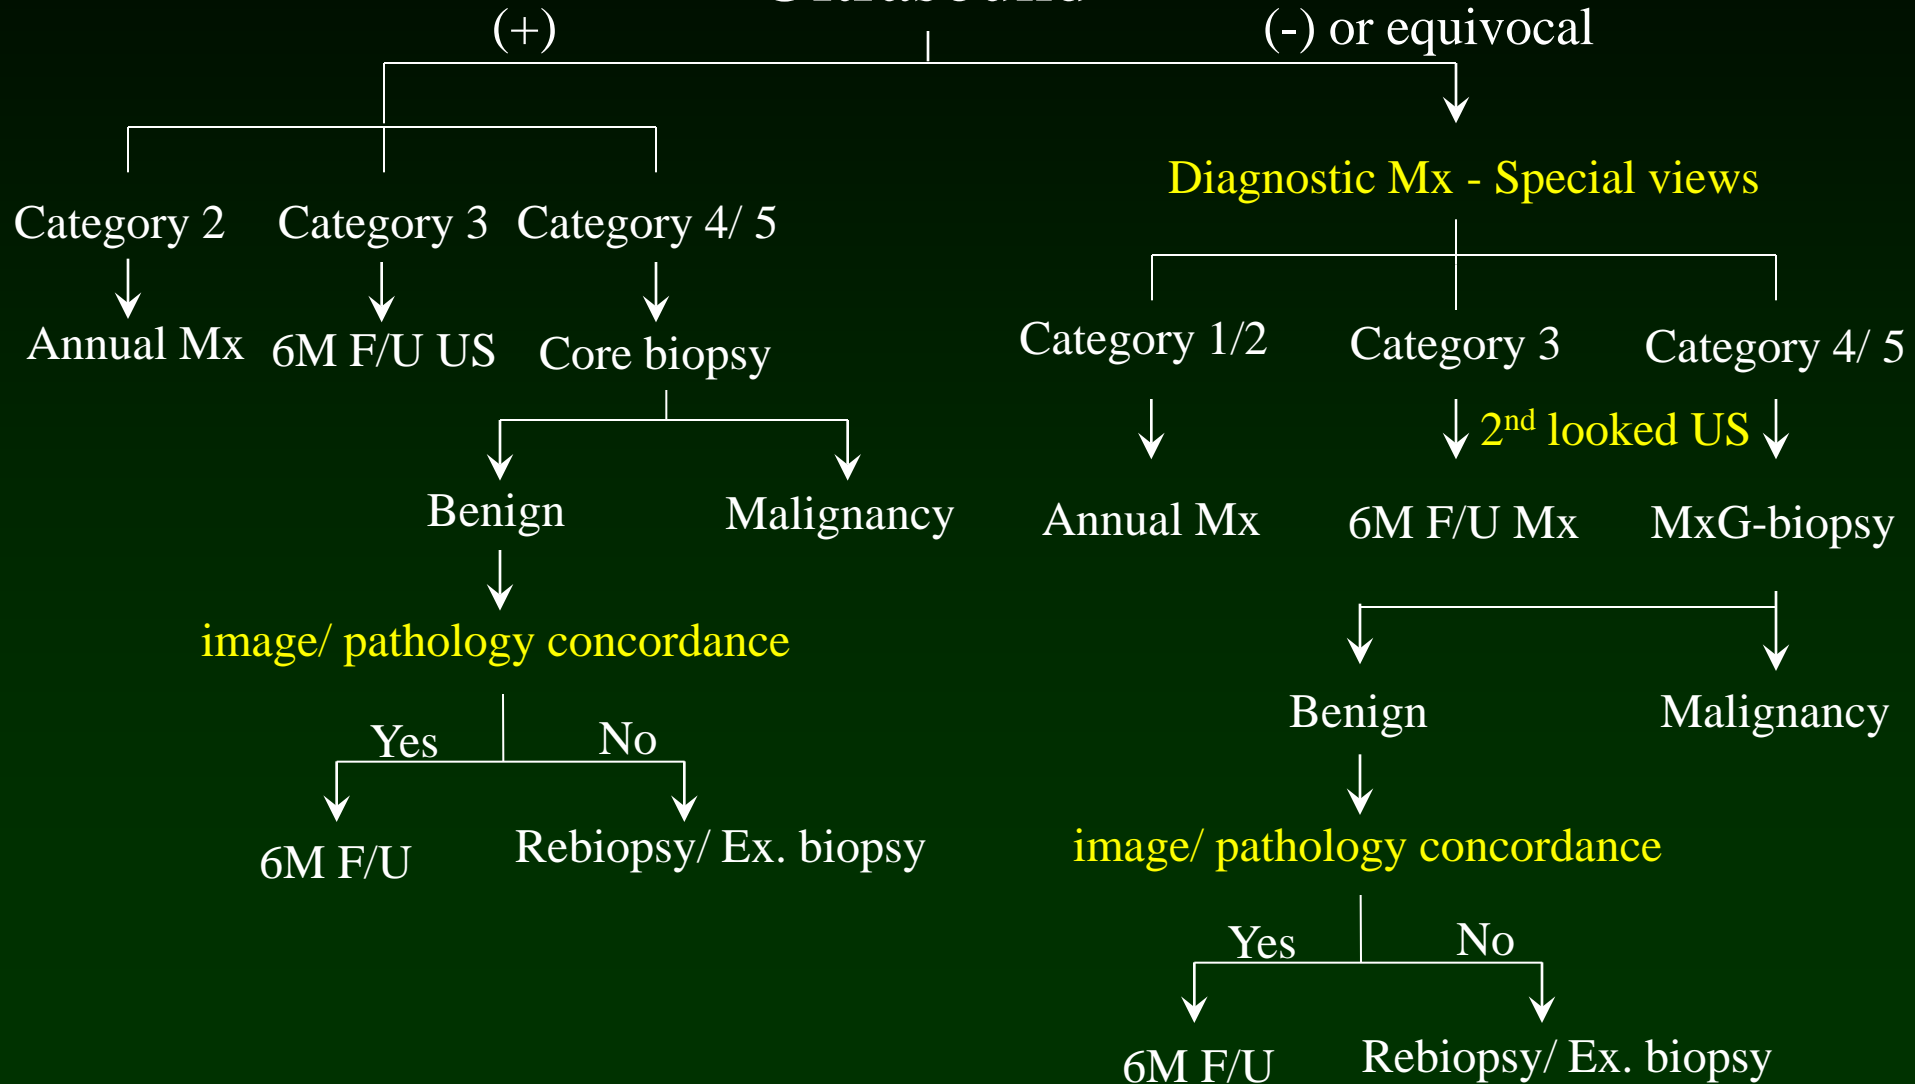 (+)
(-) or equivocal
Diagnostic Mx - Special views
Category 2
Category 3
Category 4/ 5
Annual Mx
6M F/U US
Core biopsy
Category 1/2
Category 3
Category 4/ 5
2nd looked US
Benign
Malignancy
Annual Mx
6M F/U Mx
MxG-biopsy
image/ pathology concordance
Benign
Malignancy
Yes
No
6M F/U
Rebiopsy/ Ex. biopsy
image/ pathology concordance
Yes
No
6M F/U
Rebiopsy/ Ex. biopsy